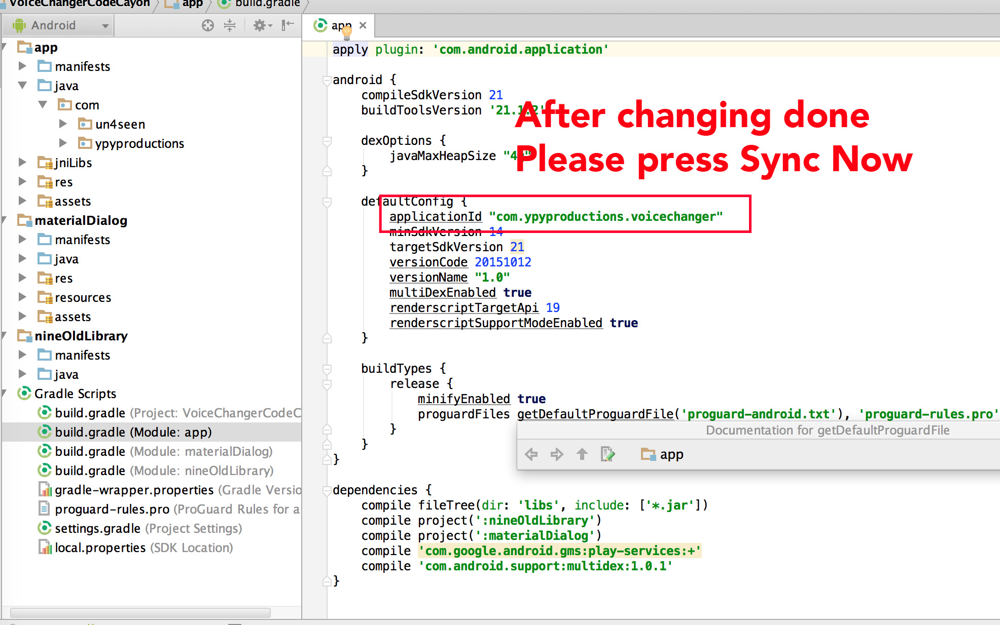 VoiceChangerCodeCayon app build.gradle
Android
app
manifests
java
com
un4seen
ypyproductions
jniLibs
res
assets
materialDialog
manifests
java
res
resources
assets
nineOldLibrary
manifests
java
Gradle Scripts
build.gradle (Project: VoiceChangerCodeC
build.gradle (Module: app)
build.gradle (Module: materialDialog)
build.gradle (Module: nineOldLibrary)
gradle-wrapper.properties (Gradle Versio
proguard-rules.pro (ProGuard Rules for a
settings.gradle (Project Settings)
local.properties (SDK Location)
app
apply plugin: 'com.android.application'
android {
compileSdkVersion 21
buildToolsVersion '21.1.2'
dexOptions {
javaMaxHeapSize "4g"
}
After changing done
Please press Sync Now
defaultConfig {
applicationId "com.ypyproductions.voicechanger"
minSdkVersion 14
targetSdkVersion 21
versionCode 20151012
versionName "1.0"
multiDexEnabled true
renderscriptTargetApi 19
renderscriptSupportModeEnabled true
}
buildTypes {
release {
minifyEnabled true
proguardFiles getDefaultProguardFile('proguard-android.txt'), 'proguard-rules.pro'
}
}
}
Documentation for getDefaultProguardFile
app
dependencies {
compile fileTree(dir: 'libs', include: ['*.jar'])
compile project(':nineOldLibrary')
compile project(':materialDialog')
compile 'com.google.android.gms:play-services:+'
compile 'com.android.support:multidex:1.0.1'
}